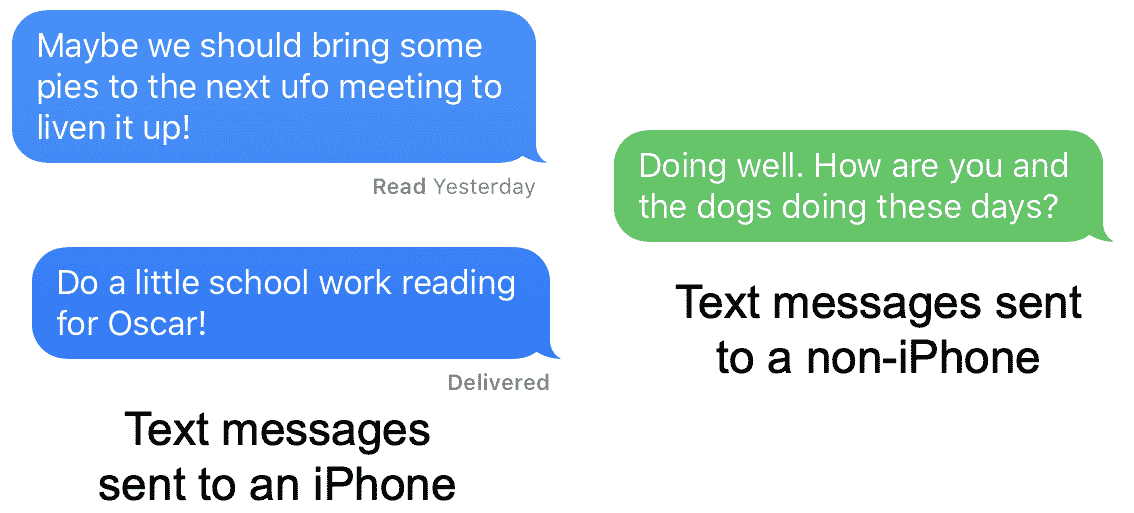 Maybe we should bring some
pies to the next ufo meeting to
liven it up!
Read Yesterday
Do a little school work reading
for Oscar!
Delivered
Text messages
sent to an iPhone
Doing well. How are you and
the dogs doing these days?
Text messages sent
to a non-iPhone